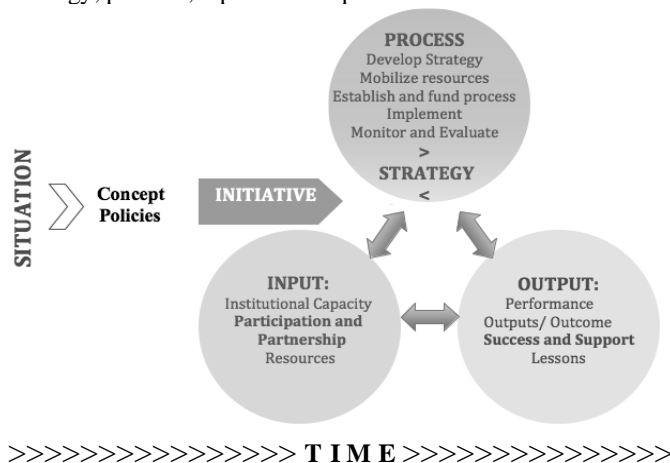 PROCESS
Develop Strategy
Mobilize resources
Establish and fund process
Implement
Monitor and Evaluate
>
STRATEGY
<
SITUATION
Concept
Policies
INITIATIVE
INPUT:
Institutional Capacity
Participation and
Partnership
Resources
OUTPUT:
Performance
Outputs/ Outcome
Success and Support
Lessons
>>>>>>>>>>>>>>>> T I M E >>>>>>>>>>>>>>>